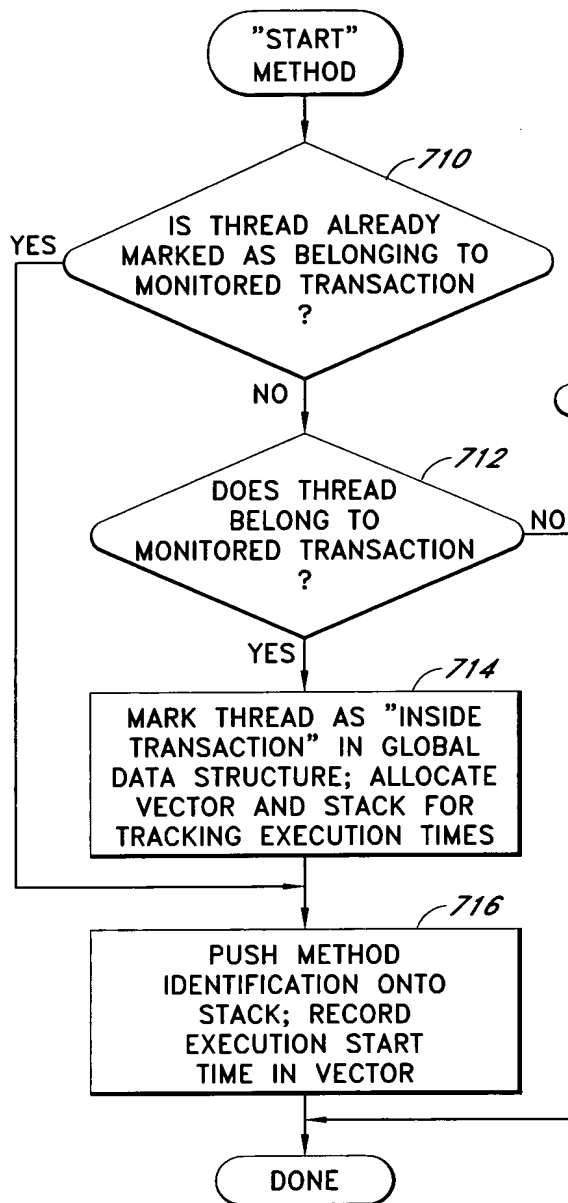 "START"
METHOD
710
IS THREAD ALREADY
MARKED AS BELONGING TO
MONITORED TRANSACTION
?
YES
NO
712
DOES THREAD
BELONG TO
MONITORED TRANSACTION
?
NO
YES
714
MARK THREAD AS "INSIDE
TRANSACTION" IN GLOBAL
DATA STRUCTURE; ALLOCATE
VECTOR AND STACK FOR
TRACKING EXECUTION TIMES
716
PUSH METHOD
IDENTIFICATION ONTO
STACK; RECORD
EXECUTION START
TIME IN VECTOR
DONE